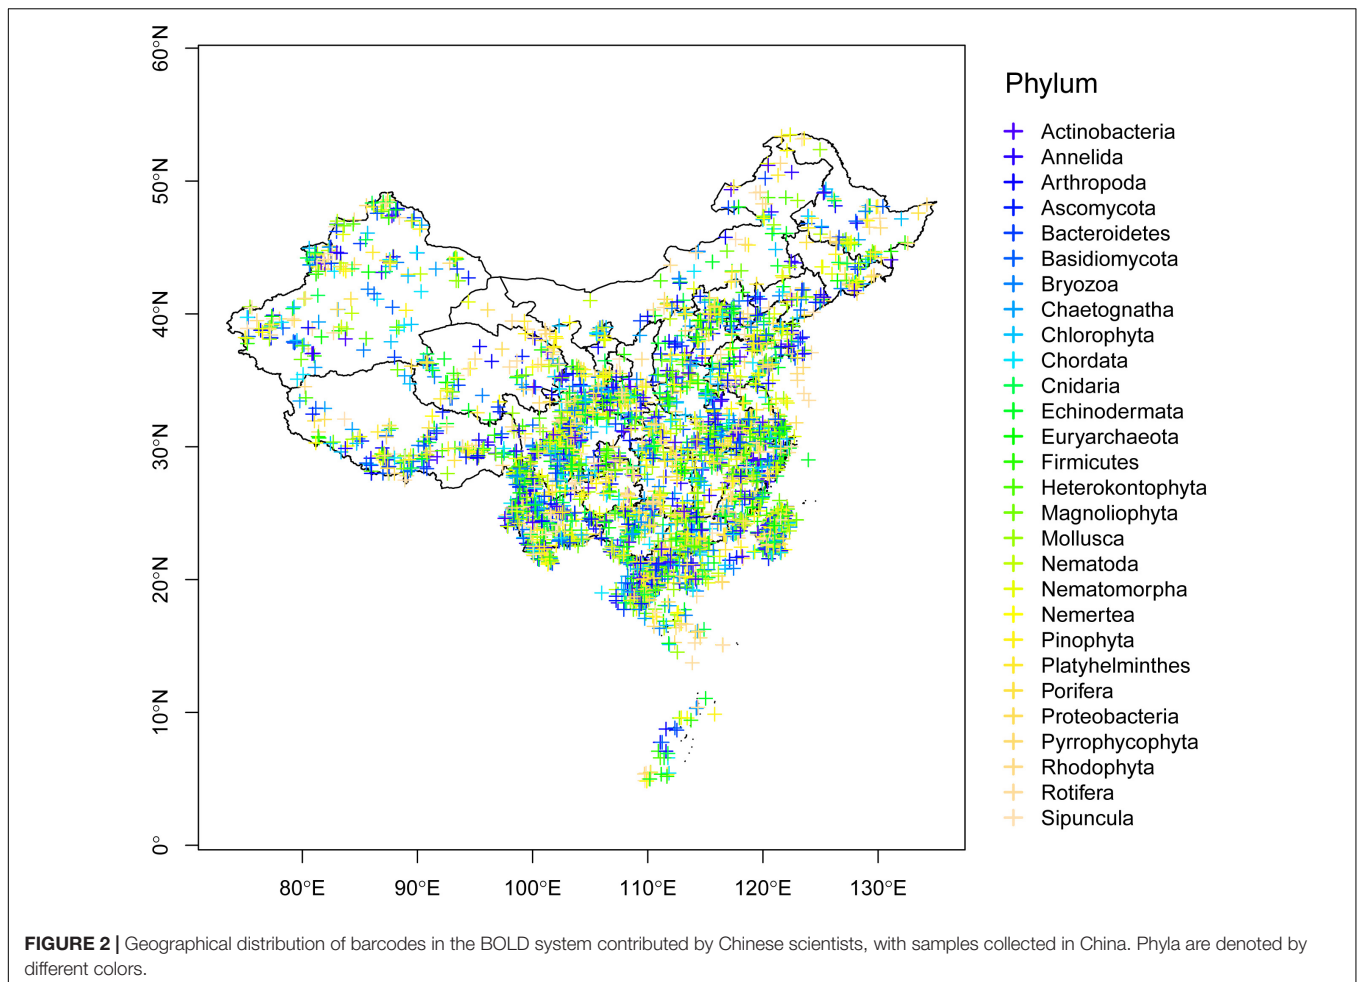 60°N
50°N
40°N
30°N
20°N
10°N
0°
80°E 90°E 100°E 110°E 120°E 130°E
Phylum
Actinobacteria
Annelida
Arthropoda
Ascomycota
Bacteroidetes
Basidiomycota
Bryozoa
Chaetognatha
Chlorophyta
Chordata
Cnidaria
Echinodermata
Euryarchaeota
Firmicutes
Heterokontophyta
Magnoliophyta
Mollusca
Nematoda
Nematomorpha
Nemertea
Pinophyta
Platyhelminthes
Porifera
Proteobacteria
Pyrrophycophyta
Rhodophyta
Rotifera
Sipuncula
FIGURE 2 | Geographical distribution of barcodes in the BOLD system contributed by Chinese scientists, with samples collected in China. Phyla are denoted by
different colors.